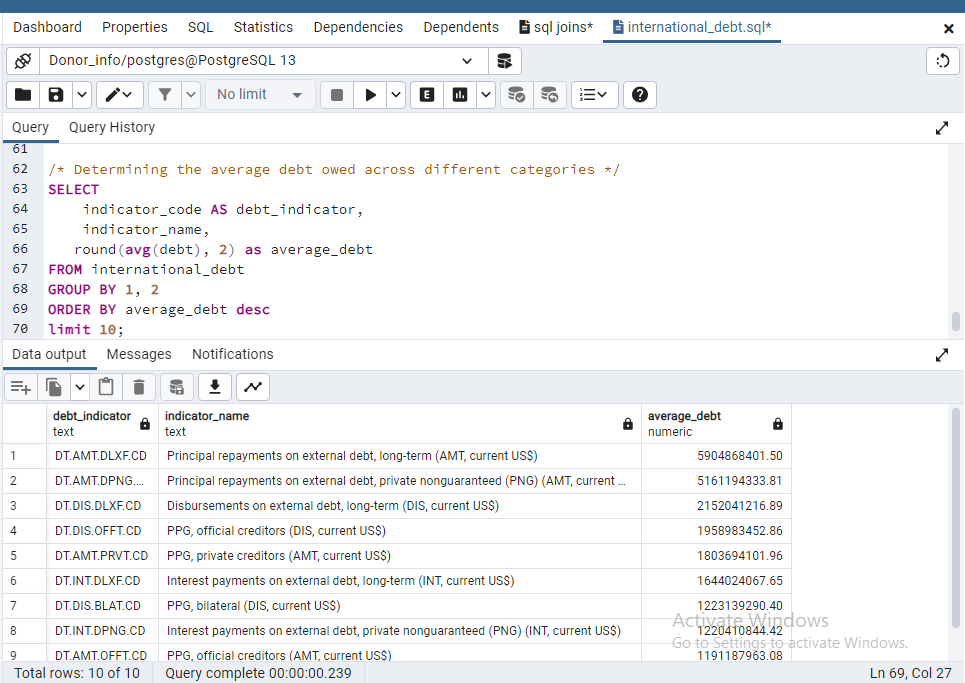 Dashboard Properties SQL Statistics Dependencies Dependents sql joins* international_debt.sql*
Donor_info/postgres@PostgreSQL 13
No limit E
Query Query History
61
62 /* Determining the average debt owed across different categories */
63 SELECT
64 indicator_code AS debt_indicator,
65 indicator_name,
66 round(avg(debt), 2) as average_debt
67 FROM international_debt
68 GROUP BY 1, 2
69 ORDER BY average_debt desc
70 limit 10;
Data output Messages Notifications
debt_indicator indicator_name average_debt
text text numeric
1 DT.AMT.DLXF.CD Principal repayments on external debt, long-term (AMT, current US$) 5904868401.50
2 DT.AMT.DPNG.... Principal repayments on external debt, private nonguaranteed (PNG) (AMT, current ... 5161194333.81
3 DT.DIS.DLXF.CD Disbursements on external debt, long-term (DIS, current US$) 2152041216.89
4 DT.DIS.OFFT.CD PPG, official creditors (DIS, current US$) 1958983452.86
5 DT.AMT.PRVT.CD PPG, private creditors (AMT, current US$) 1803694101.96
6 DT.INT.DLXF.CD Interest payments on external debt, long-term (INT, current US$) 1644024067.65
7 DT.DIS.BLAT.CD PPG, bilateral (DIS, current US$) 1223139290.40
8 DT.INT.DPNG.CD Interest payments on external debt, private nonguaranteed (PNG) (INT, current US$) 1220410844.42
9 DT.AMT.OFFT.CD PPG, official creditors (AMT, current US$) 1191187963.08
Activate Windows
Go to Settings to activate Windows.
Total rows: 10 of 10 Query complete 00:00:00.239 Ln 69, Col 27